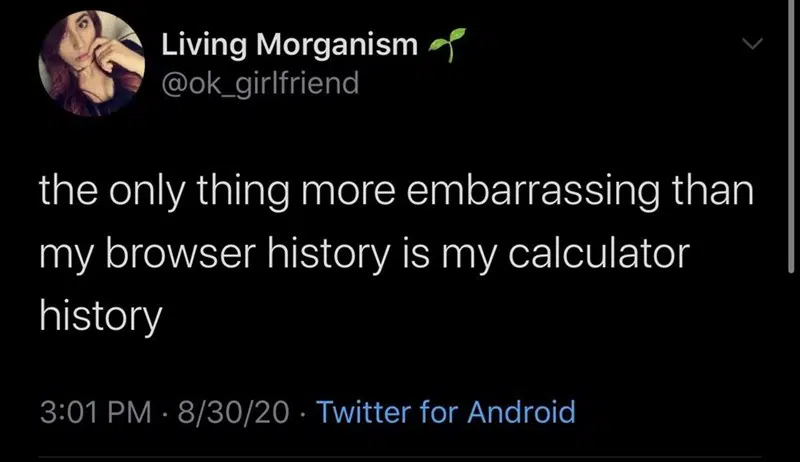 Living Morganism 🌱
@ok_girlfriend
the only thing more embarrassing than
my browser history is my calculator
history
3:01 PM · 8/30/20 · Twitter for Android